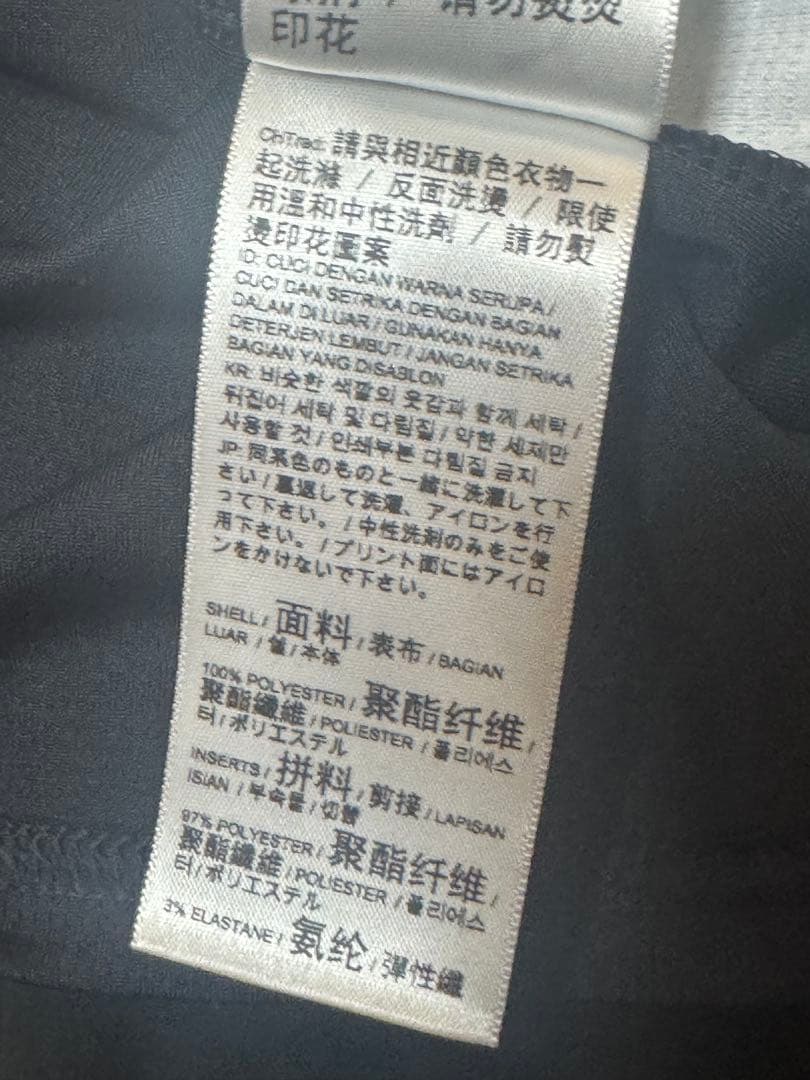 请勿熨烫
印花
ChTrad: 請與相近顏色衣物一
起洗滌 / 反面洗燙 / 限使
用溫和中性洗劑 / 請勿熨
燙印花圖案
ID: CUCI DENGAN WARNA SERUPA /
CUCI DAN SETRIKA DENGAN BAGIAN
DALAM DI LUAR / GUNAKAN HANYA
DETERJEN LEMBUT / JANGAN SETRIKA
BAGIAN YANG DISABLON
KR: 비슷한 색깔의 옷감과 함께 세탁 /
뒤집어 세탁 및 다림질 / 약한 세제만
사용할 것 / 인쇄부분 다림질 금지
JP: 同系色のものと一緒に洗濯して下
さい / 裏返して洗濯、アイロンを行
って下さい。 / 中性洗剤のみをご使
用下さい。 / プリント面にはアイロ
ンをかけないで下さい。
SHELL / 面料 / 表布 / BAGIAN
LUAR / 쉘 / 本体
100% POLYESTER / 聚酯纤维 /
聚酯纖維 / POLIESTER / 폴리에스
터 / ポリエステル
INSERTS / 拼料 / 剪接 / LAPISAN
ISIAN / 부속물 / 切替
97% POLYESTER / 聚酯纤维 /
聚酯纖維 / POLIESTER / 폴리에스
터 / ポリエステル
3% ELASTANE / 氨纶 / 彈性纖